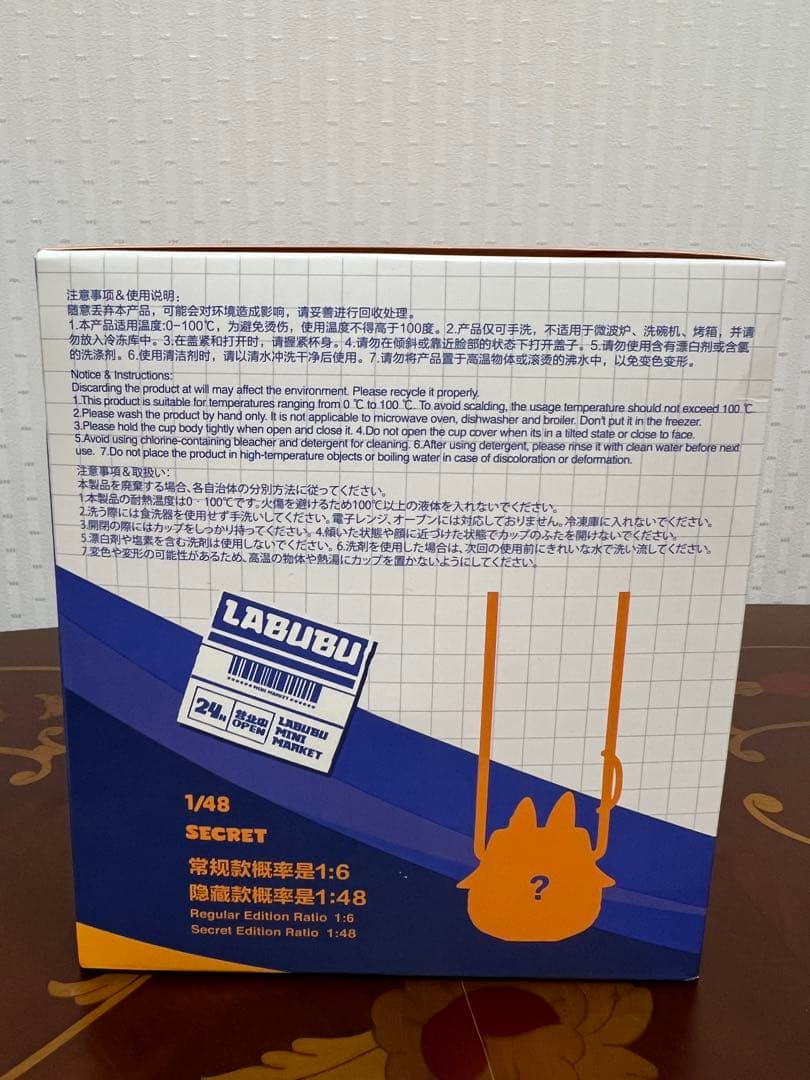 注意事项&使用说明：
随意丢弃本产品，可能会对环境造成影响，请妥善进行回收处理。
1.本产品适用温度:0-100℃，为避免烫伤，使用温度不得高于100度。2.产品仅可手洗，不适用于微波炉、洗碗机、烤箱，并请
勿放入冷冻库中。3.在盖紧和打开时，请握紧杯身。4.请勿在倾斜或靠近脸部的状态下打开盖子。5.请勿使用含有漂白剂或含氯
的洗涤剂。6.使用清洁剂时，请以清水冲洗干净后使用。7.请勿将产品置于高温物体或滚烫的沸水中，以免变色变形。
Notice & Instructions:
Discarding the product at will may affect the environment. Please recycle it properly.
1.This product is suitable for temperatures ranging from 0 ℃ to 100 ℃. To avoid scalding, the usage temperature should not exceed 100 ℃
2.Please wash the product by hand only. It is not applicable to microwave oven, dishwasher and broiler. Don't put it in the freezer.
3.Please hold the cup body tightly when open and close it. 4.Do not open the cup cover when its in a tilted state or close to face.
5.Avoid using chlorine-containing bleacher and detergent for cleaning. 6.After using detergent, please rinse it with clean water before next
use. 7.Do not place the product in high-temperature objects or boiling water in case of discoloration or deformation.
注意事項&取扱い：
本製品を廃棄する場合、各自治体の分別方法に従ってください。
1.本製品の耐熱温度は0‐100℃です。火傷を避けるため100℃以上の液体を入れないでください。
2.洗う際には食洗器を使用せず手洗いしてください。電子レンジ、オーブンには対応しておりません。冷凍庫に入れないでください。
3.開閉の際にはカップをしっかり持ってください。4.傾いた状態や顔に近づけた状態でカップのふたを開けないでください。
5.漂白剤や塩素を含む洗剤は使用しないでください。6.洗剤を使用した場合は、次回の使用前にきれいな水で洗い流してください。
7.変色や変形の可能性があるため、高温の物体や熱湯にカップを置かないようにしてください。
LABUBU
MINI MARKET
24H
营业中
OPEN
LABUBU
MINI
MARKET
1/48
SECRET
常规款概率是1:6
隐藏款概率是1:48
Regular Edition Ratio 1:6
Secret Edition Ratio 1:48
?